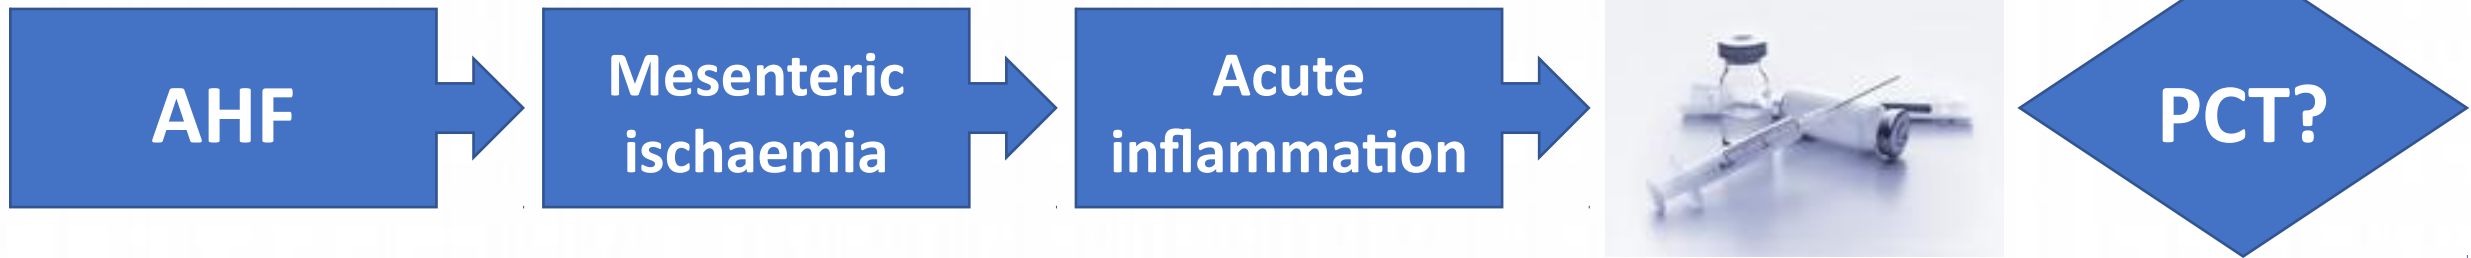 AHF
Mesenteric
ischaemia
Acute
inflammation
PCT?